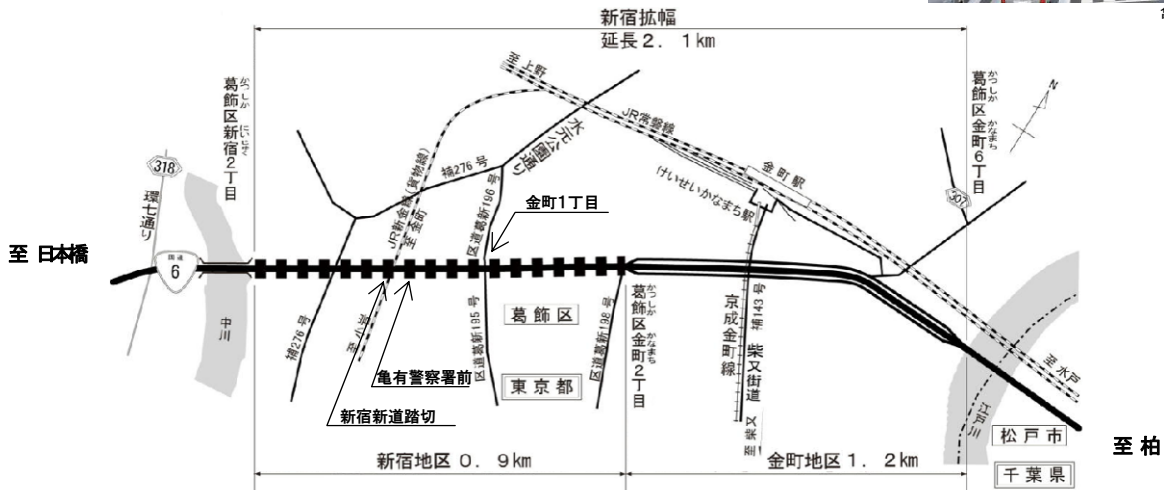 新宿拡幅
延長2．1km
至 上野
JR常磐線
葛飾区新宿2丁目
かつしか にいじゅく
葛飾区金町6丁目
かつしか かなまち
N
318
環七通り
水元公園通り
補276 号
JR新金線(貨物線)
至 金町
区道葛新196号
金町1丁目
けいせいかなまち駅
金町駅
307
至 日本橋
国道
6
中川
補276号
至 小岩
区道葛新195号
葛飾区
東京都
区道葛新198号
葛飾区金町2丁目
かつしか かなまち
京成金町線
補143号
柴又街道
至 柴又
亀有警察署前
新宿新道踏切
至 水戸
江戸川
松戸市
千葉県
至 柏
新宿地区0．9km
金町地区1．2km